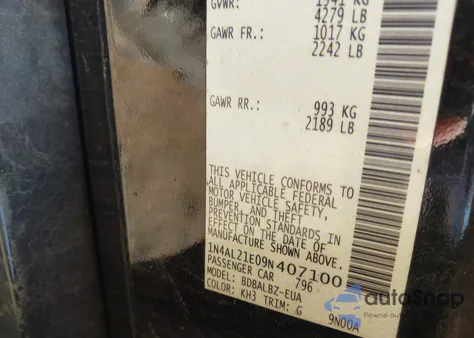 GVWR: 1941 KG
4279 LB
GAWR FR.: 1017 KG
2242 LB
GAWR RR.: 993 KG
2189 LB
THIS VEHICLE CONFORMS TO
ALL APPLICABLE FEDERAL
MOTOR VEHICLE SAFETY,
BUMPER, AND THEFT
PREVENTION STANDARDS IN
EFFECT ON THE DATE OF
MANUFACTURE SHOWN ABOVE.
1N4AL21E09N407100
PASSENGER CAR 796
MODEL: BDBALBZ-EUA
COLOR: KH3 TRIM: G 9N00A
autoSnap